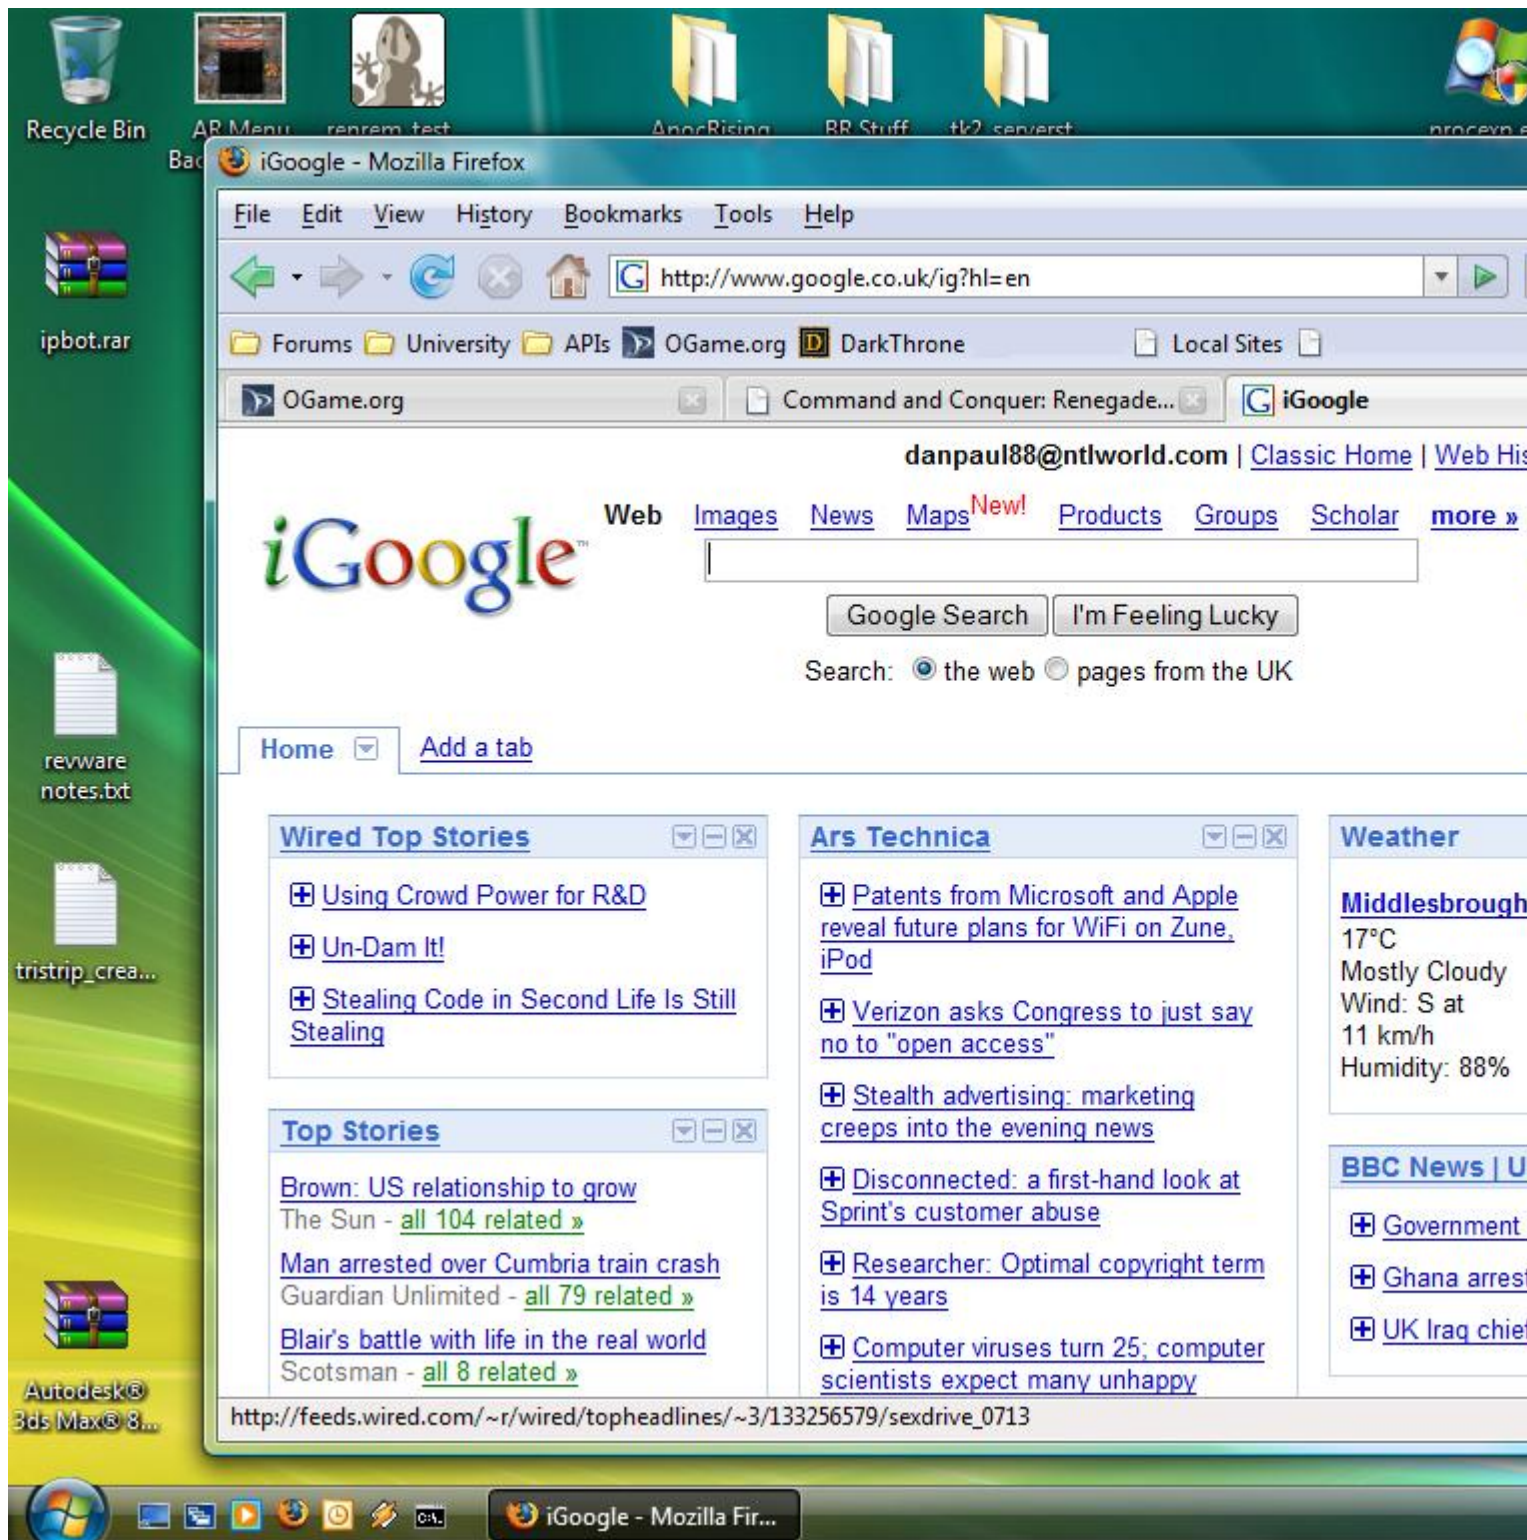 Recycle Bin
AR Menu
renrem_test
AnocRising
BR Stuff
tk2_serverst
procexp.e
Bac
iGoogle - Mozilla Firefox
File Edit View History Bookmarks Tools Help
http://www.google.co.uk/ig?hl=en
ipbot.rar
Forums University APIs OGame.org DarkThrone Local Sites
OGame.org
Command and Conquer: Renegade...
iGoogle
danpaul88@ntlworld.com | Classic Home | Web His
iGoogle™
Web Images News Maps New! Products Groups Scholar more »
Google Search I'm Feeling Lucky
Search: the web pages from the UK
Home Add a tab
revware
notes.txt
tristrip_crea...
Autodesk®
3ds Max® 8...
Wired Top Stories
Using Crowd Power for R&D
Un-Dam It!
Stealing Code in Second Life Is Still
Stealing
Top Stories
Brown: US relationship to grow
The Sun - all 104 related »
Man arrested over Cumbria train crash
Guardian Unlimited - all 79 related »
Blair's battle with life in the real world
Scotsman - all 8 related »
Ars Technica
Patents from Microsoft and Apple
reveal future plans for WiFi on Zune,
iPod
Verizon asks Congress to just say
no to "open access"
Stealth advertising: marketing
creeps into the evening news
Disconnected: a first-hand look at
Sprint's customer abuse
Researcher: Optimal copyright term
is 14 years
Computer viruses turn 25; computer
scientists expect many unhappy
Weather
Middlesbrough
17°C
Mostly Cloudy
Wind: S at
11 km/h
Humidity: 88%
BBC News | U
Government
Ghana arrest
UK Iraq chief
http://feeds.wired.com/~r/wired/topheadlines/~3/133256579/sexdrive_0713
iGoogle - Mozilla Fir...